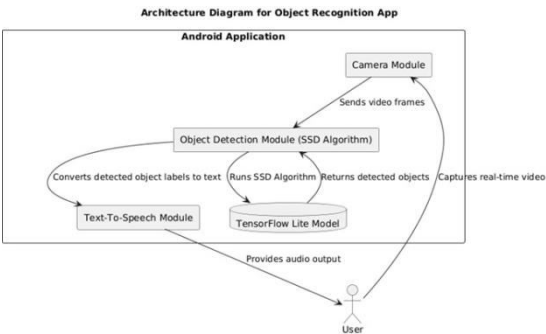 Architecture Diagram for Object Recognition App
Android Application
Camera Module
Sends video frames
Object Detection Module (SSD Algorithm)
Converts detected object labels to text
Runs SSD Algorithm
Returns detected objects
Captures real-time video
Text-To-Speech Module
TensorFlow Lite Model
Provides audio output
User